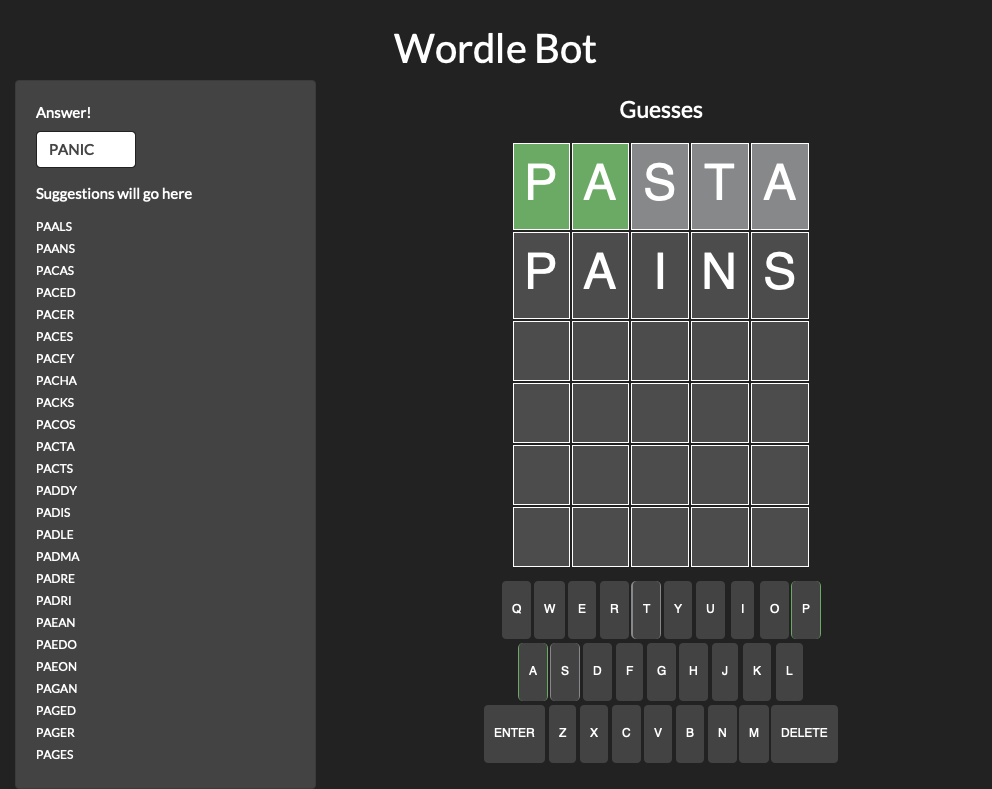 Wordle Bot
Answer!
PANIC
Suggestions will go here
PAALS
PAANS
PACAS
PACED
PACER
PACES
PACEY
PACHA
PACKS
PACOS
PACTA
PACTS
PADDY
PADIS
PADLE
PADMA
PADRE
PADRI
PAEAN
PAEDO
PAEON
PAGAN
PAGED
PAGER
PAGES
Guesses
P A S T A
P A I N S
Q W E R T Y U I O P
A S D F G H J K L
ENTER Z X C V B N M DELETE